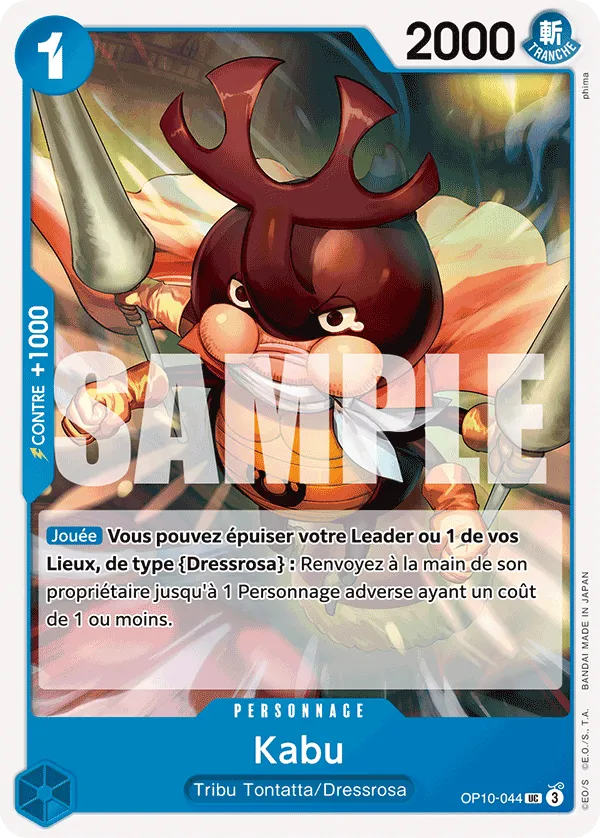 1
2000
斬
TRANCHE
phima
CONTRE +1000
SAMPLE
Jouée Vous pouvez épuiser votre Leader ou 1 de vos
Lieux, de type {Dressrosa} : Renvoyez à la main de son
propriétaire jusqu'à 1 Personnage adverse ayant un coût
de 1 ou moins.
PERSONNAGE
Kabu
Tribu Tontatta/Dressrosa
OP10-044 UC 3
©EO/S ©E.O./S., T.A. BANDAI MADE IN JAPAN